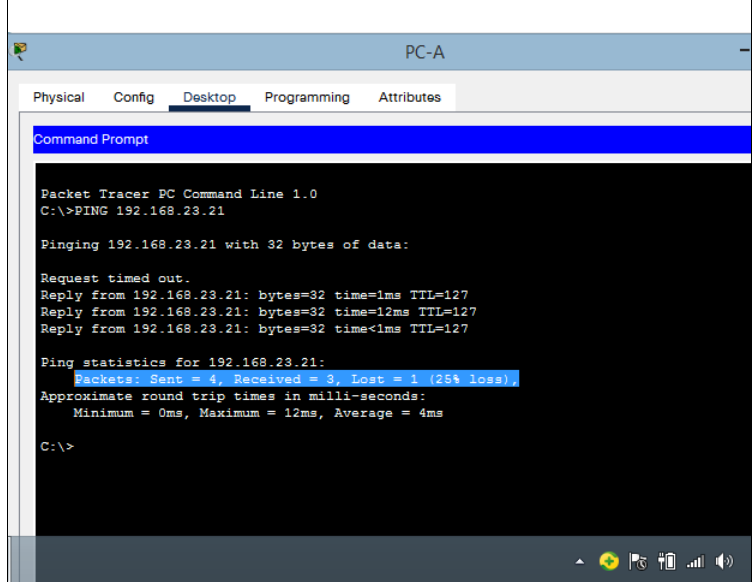 PC-A
Physical Config Desktop Programming Attributes
Command Prompt
Packet Tracer PC Command Line 1.0
C:\>PING 192.168.23.21
Pinging 192.168.23.21 with 32 bytes of data:
Request timed out.
Reply from 192.168.23.21: bytes=32 time=1ms TTL=127
Reply from 192.168.23.21: bytes=32 time=12ms TTL=127
Reply from 192.168.23.21: bytes=32 time<1ms TTL=127
Ping statistics for 192.168.23.21:
Packets: Sent = 4, Received = 3, Lost = 1 (25% loss),
Approximate round trip times in milli-seconds:
Minimum = 0ms, Maximum = 12ms, Average = 4ms
C:\>